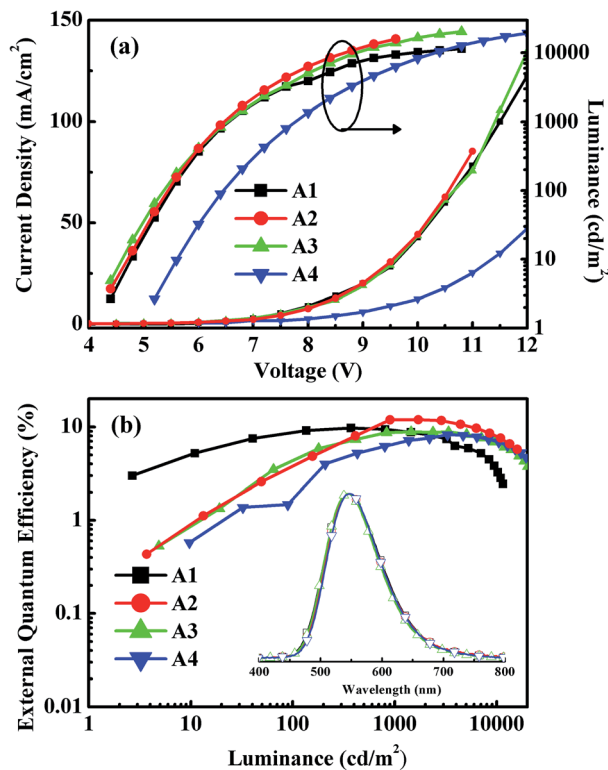 (a)
Current Density (mA/cm²)
150
100
50
0
4 5 6 7 8 9 10 11 12
Voltage (V)
10000
1000
100
10
1
Luminance (cd/m²)
A1
A2
A3
A4
(b)
External Quantum Efficiency (%)
100
10
1
0.1
0.01
1 10 100 1000 10000
Luminance (cd/m²)
A1
A2
A3
A4
400 500 600 700 800
Wavelength (nm)